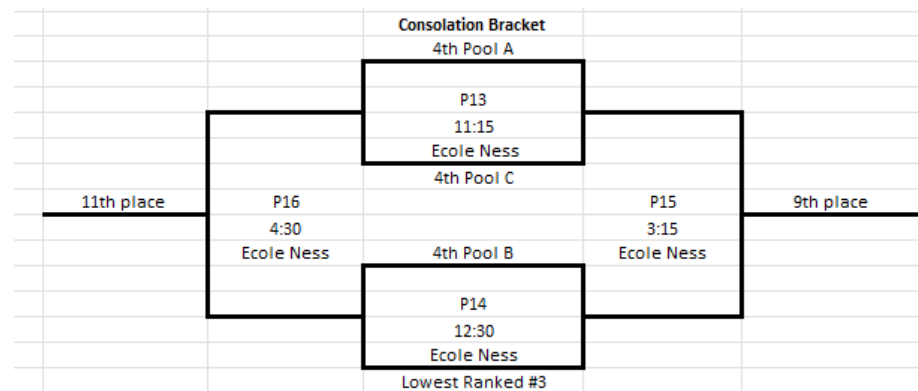 Consolation Bracket
4th Pool A
P13
11:15
Ecole Ness
4th Pool C
11th place
P16
P15
9th place
4:30
3:15
Ecole Ness
Ecole Ness
4th Pool B
P14
12:30
Ecole Ness
Lowest Ranked #3